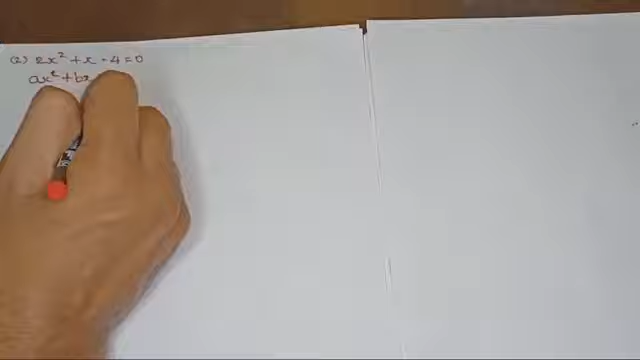 (2) 2x² + x - 4 = 0
ax² + bx